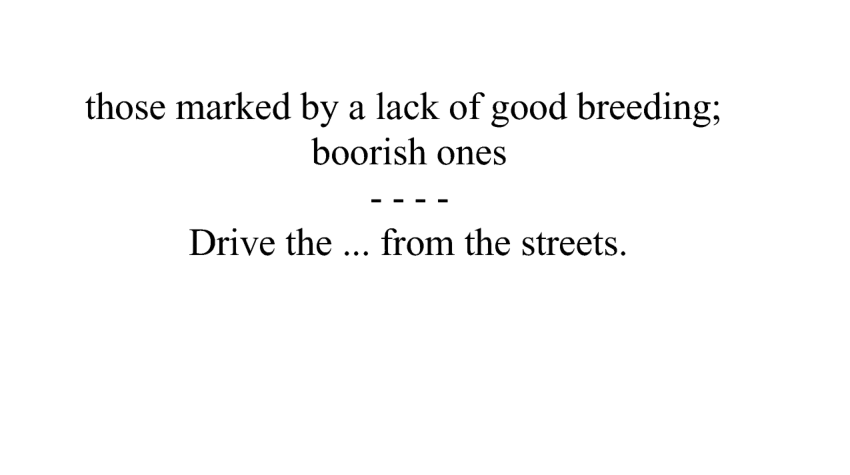 those marked by a lack of good breeding;
boorish ones
- - - -
Drive the ... from the streets.